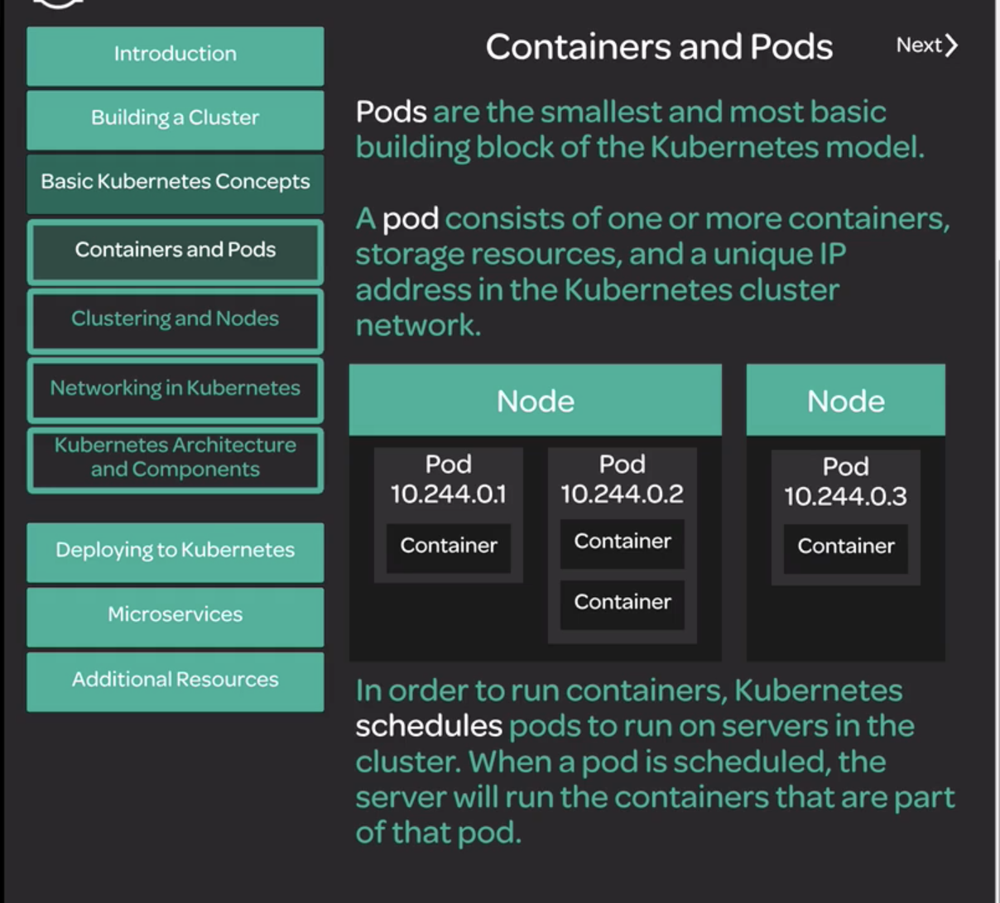 Introduction
Building a Cluster
Basic Kubernetes Concepts
Containers and Pods
Clustering and Nodes
Networking in Kubernetes
Kubernetes Architecture
and Components
Deploying to Kubernetes
Microservices
Additional Resources
Containers and Pods
Next
Pods are the smallest and most basic
building block of the Kubernetes model.
A pod consists of one or more containers,
storage resources, and a unique IP
address in the Kubernetes cluster
network.
Node
Pod
10.244.0.1
Container
Pod
10.244.0.2
Container
Container
Node
Pod
10.244.0.3
Container
In order to run containers, Kubernetes
schedules pods to run on servers in the
cluster. When a pod is scheduled, the
server will run the containers that are part
of that pod.